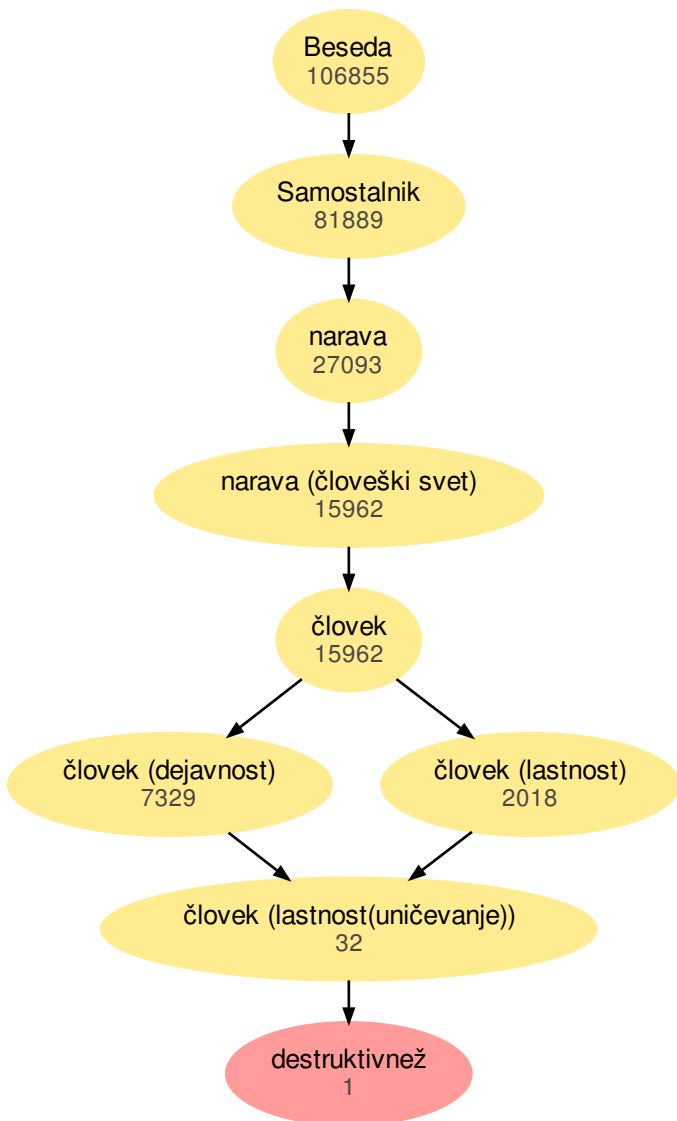 Beseda
106855
Samostalnik
81889
narava
27093
narava (človeški svet)
15962
človek
15962
človek (dejavnost)
7329
človek (lastnost)
2018
človek (lastnost(uničevanje))
32
destruktivnež
1